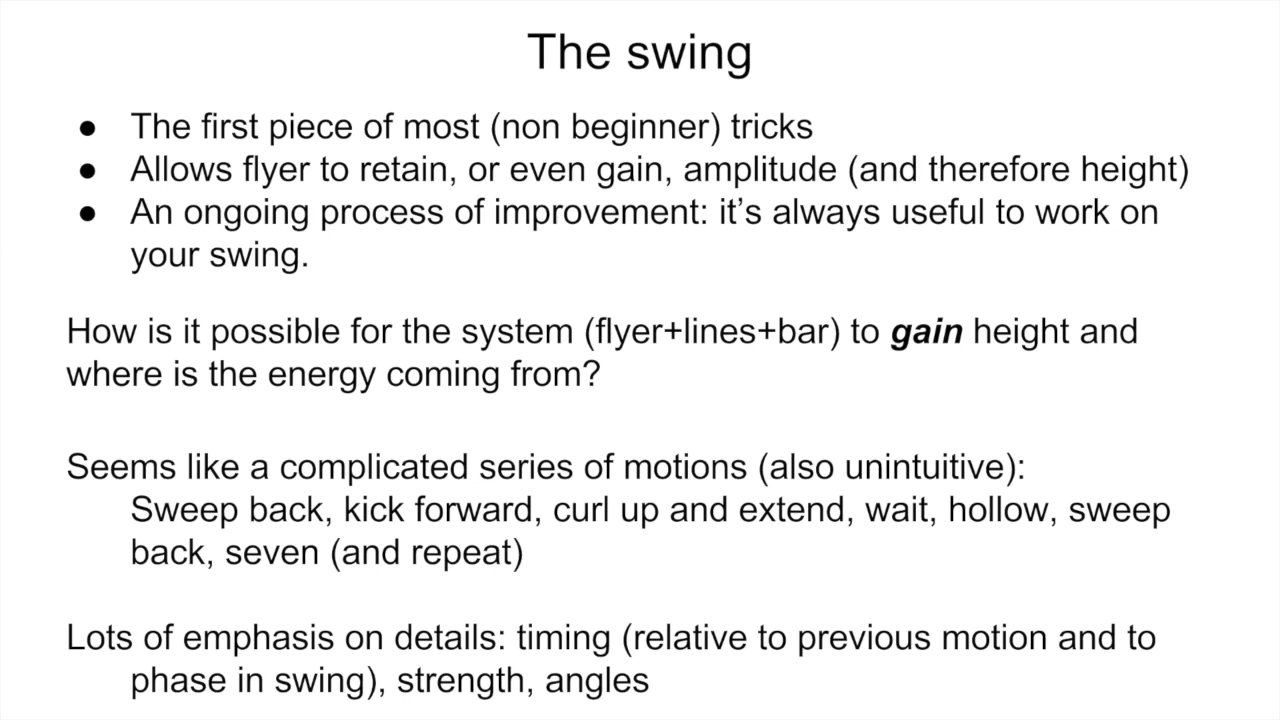 The swing
● The first piece of most (non beginner) tricks
● Allows flyer to retain, or even gain, amplitude (and therefore height)
● An ongoing process of improvement: it’s always useful to work on
your swing.
How is it possible for the system (flyer+lines+bar) to gain height and
where is the energy coming from?
Seems like a complicated series of motions (also unintuitive):
Sweep back, kick forward, curl up and extend, wait, hollow, sweep
back, seven (and repeat)
Lots of emphasis on details: timing (relative to previous motion and to
phase in swing), strength, angles